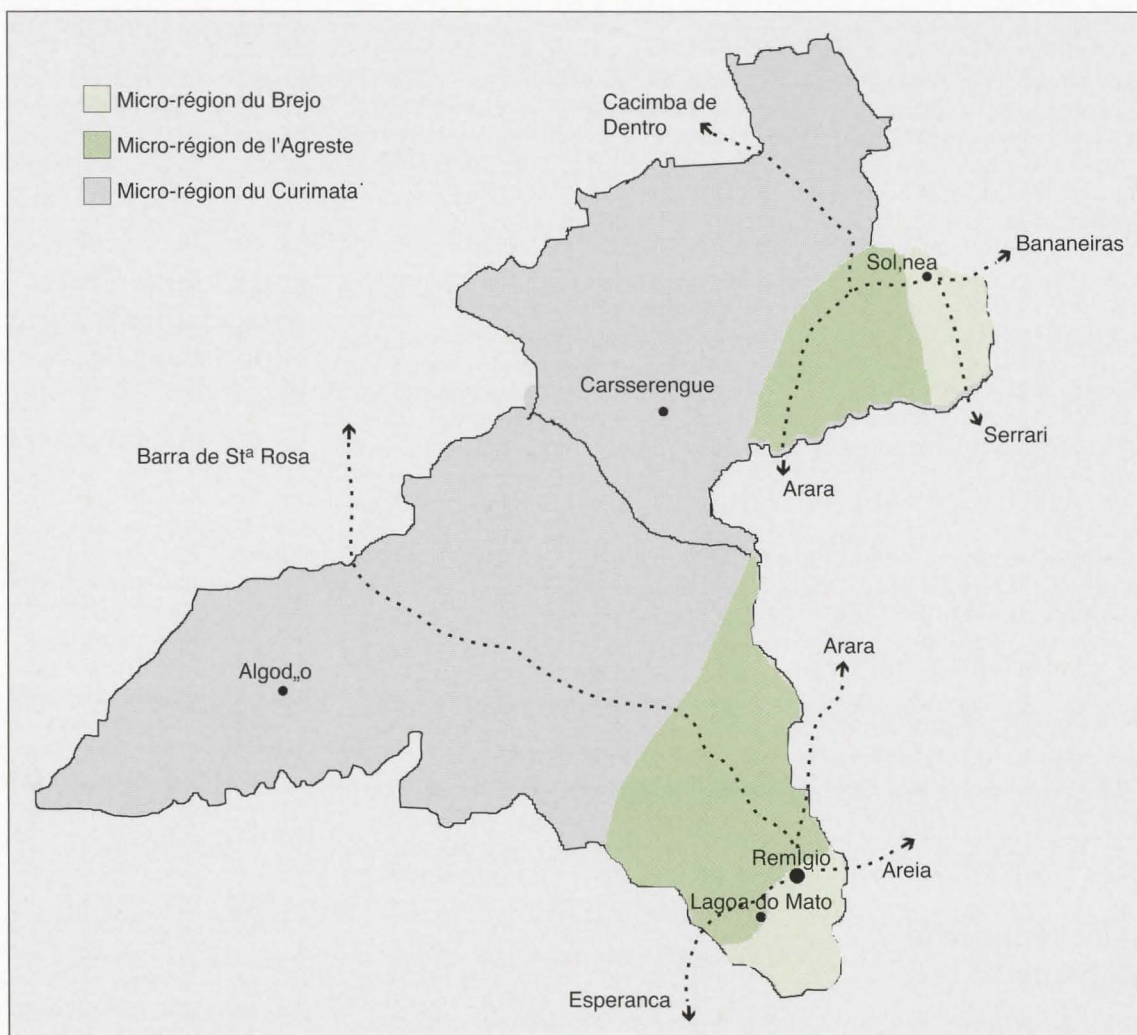 Micro-région du Brejo
Micro-région de l'Agreste
Micro-région du Curimata˙
Cacimba de
Dentro
Sol‚nea
Bananeiras
Carsserengue
Serrari
Barra de Stª Rosa
Arara
Algod„o
Arara
RemÌgio
Areia
Lagoa do Mato
Esperanca